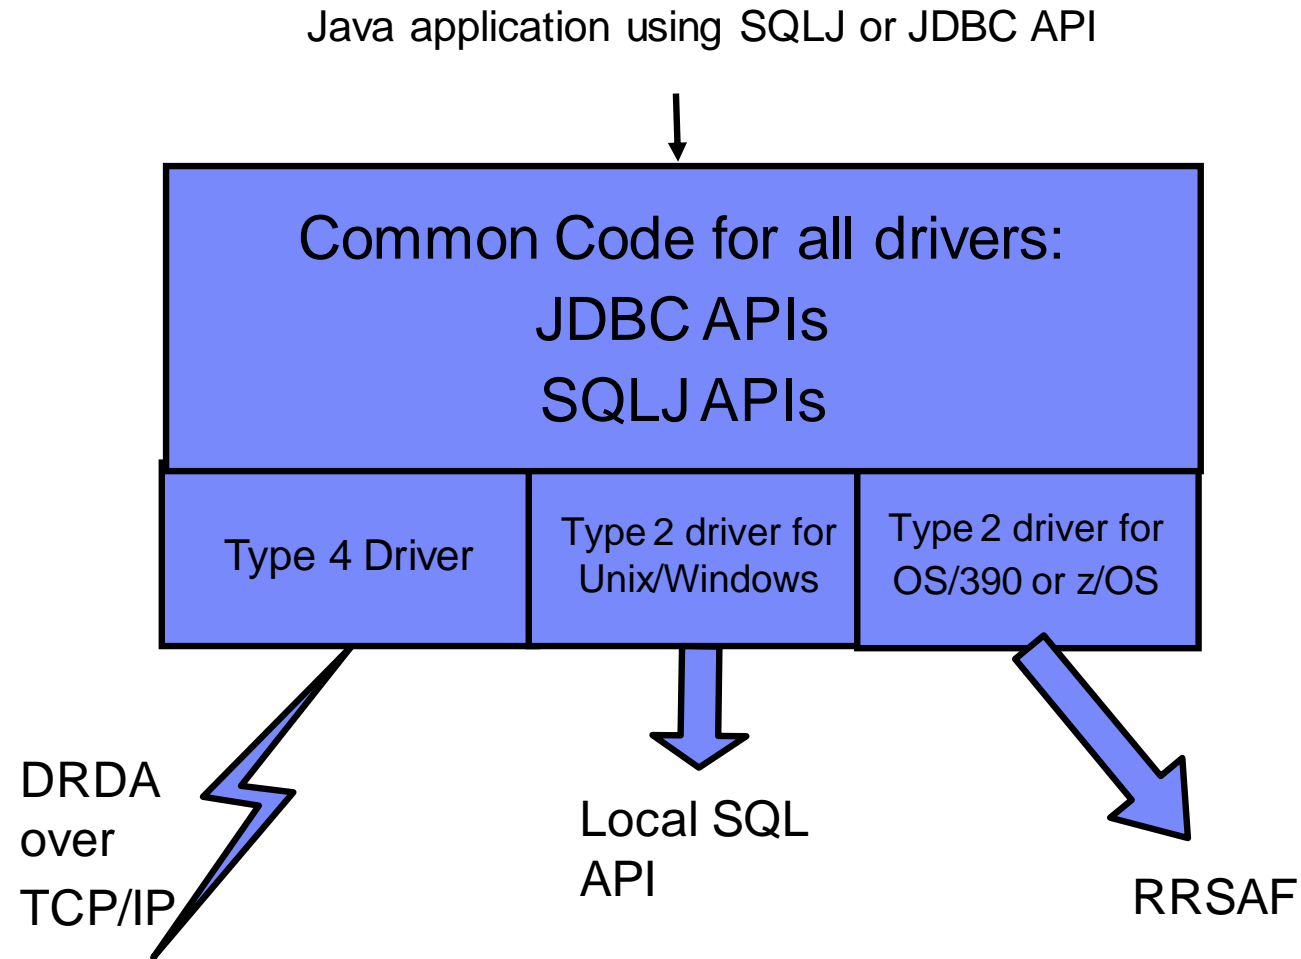 Java application using SQLJ or JDBC API
Common Code for all drivers:
JDBC APIs
SQLJ APIs
Type 4 Driver
Type 2 driver for
Unix/Windows
Type 2 driver for
OS/390 or z/OS
DRDA
over
TCP/IP
Local SQL
API
RRSAF